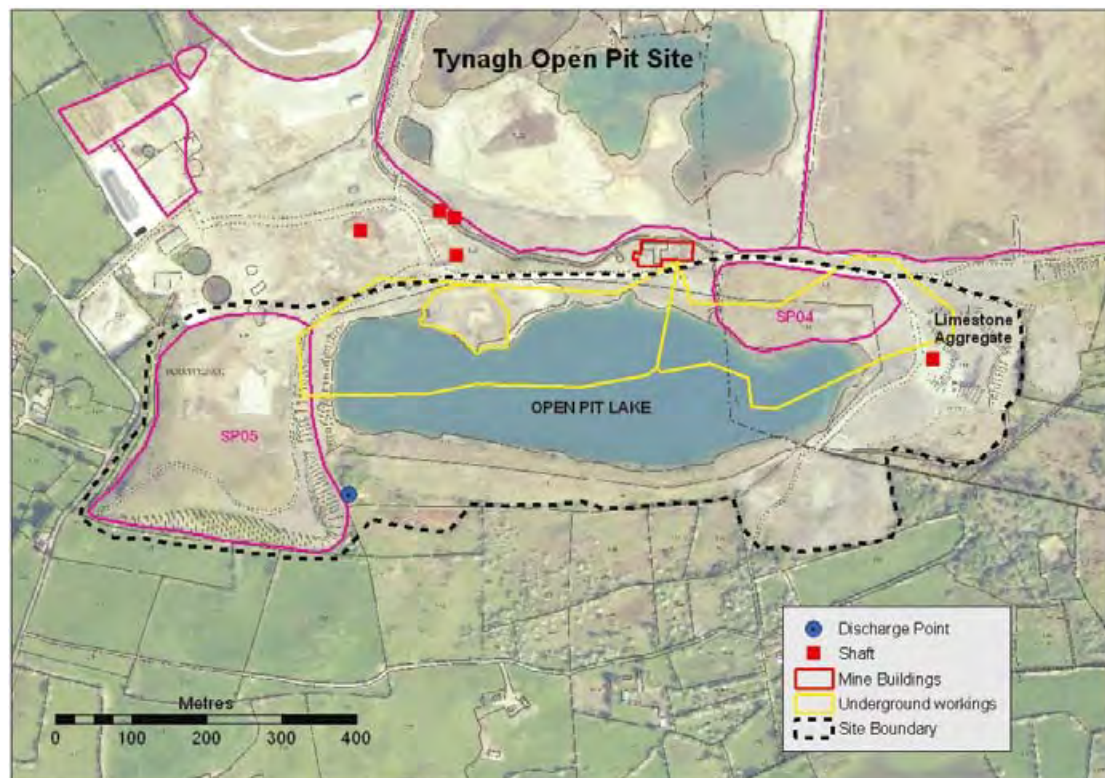 Tynagh Open Pit Site
SP04
Limestone
Aggregate
OPEN PIT LAKE
SP05
Discharge Point
Shaft
Mine Buildings
Underground workings
Site Boundary
Metres
0 100 200 300 400